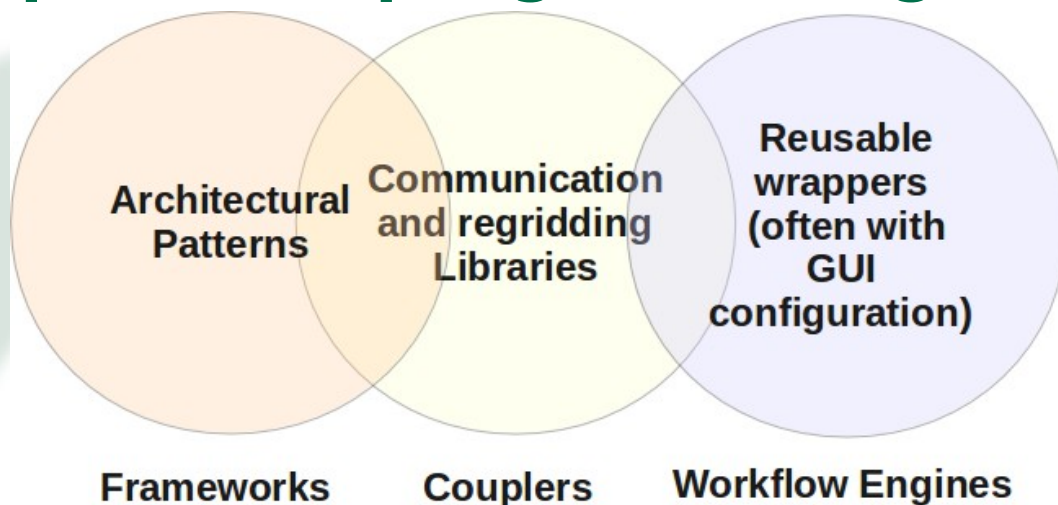 Architectural
Patterns
Communication
and regridding
Libraries
Reusable
wrappers
(often with
GUI
configuration)
Frameworks
Couplers
Workflow Engines